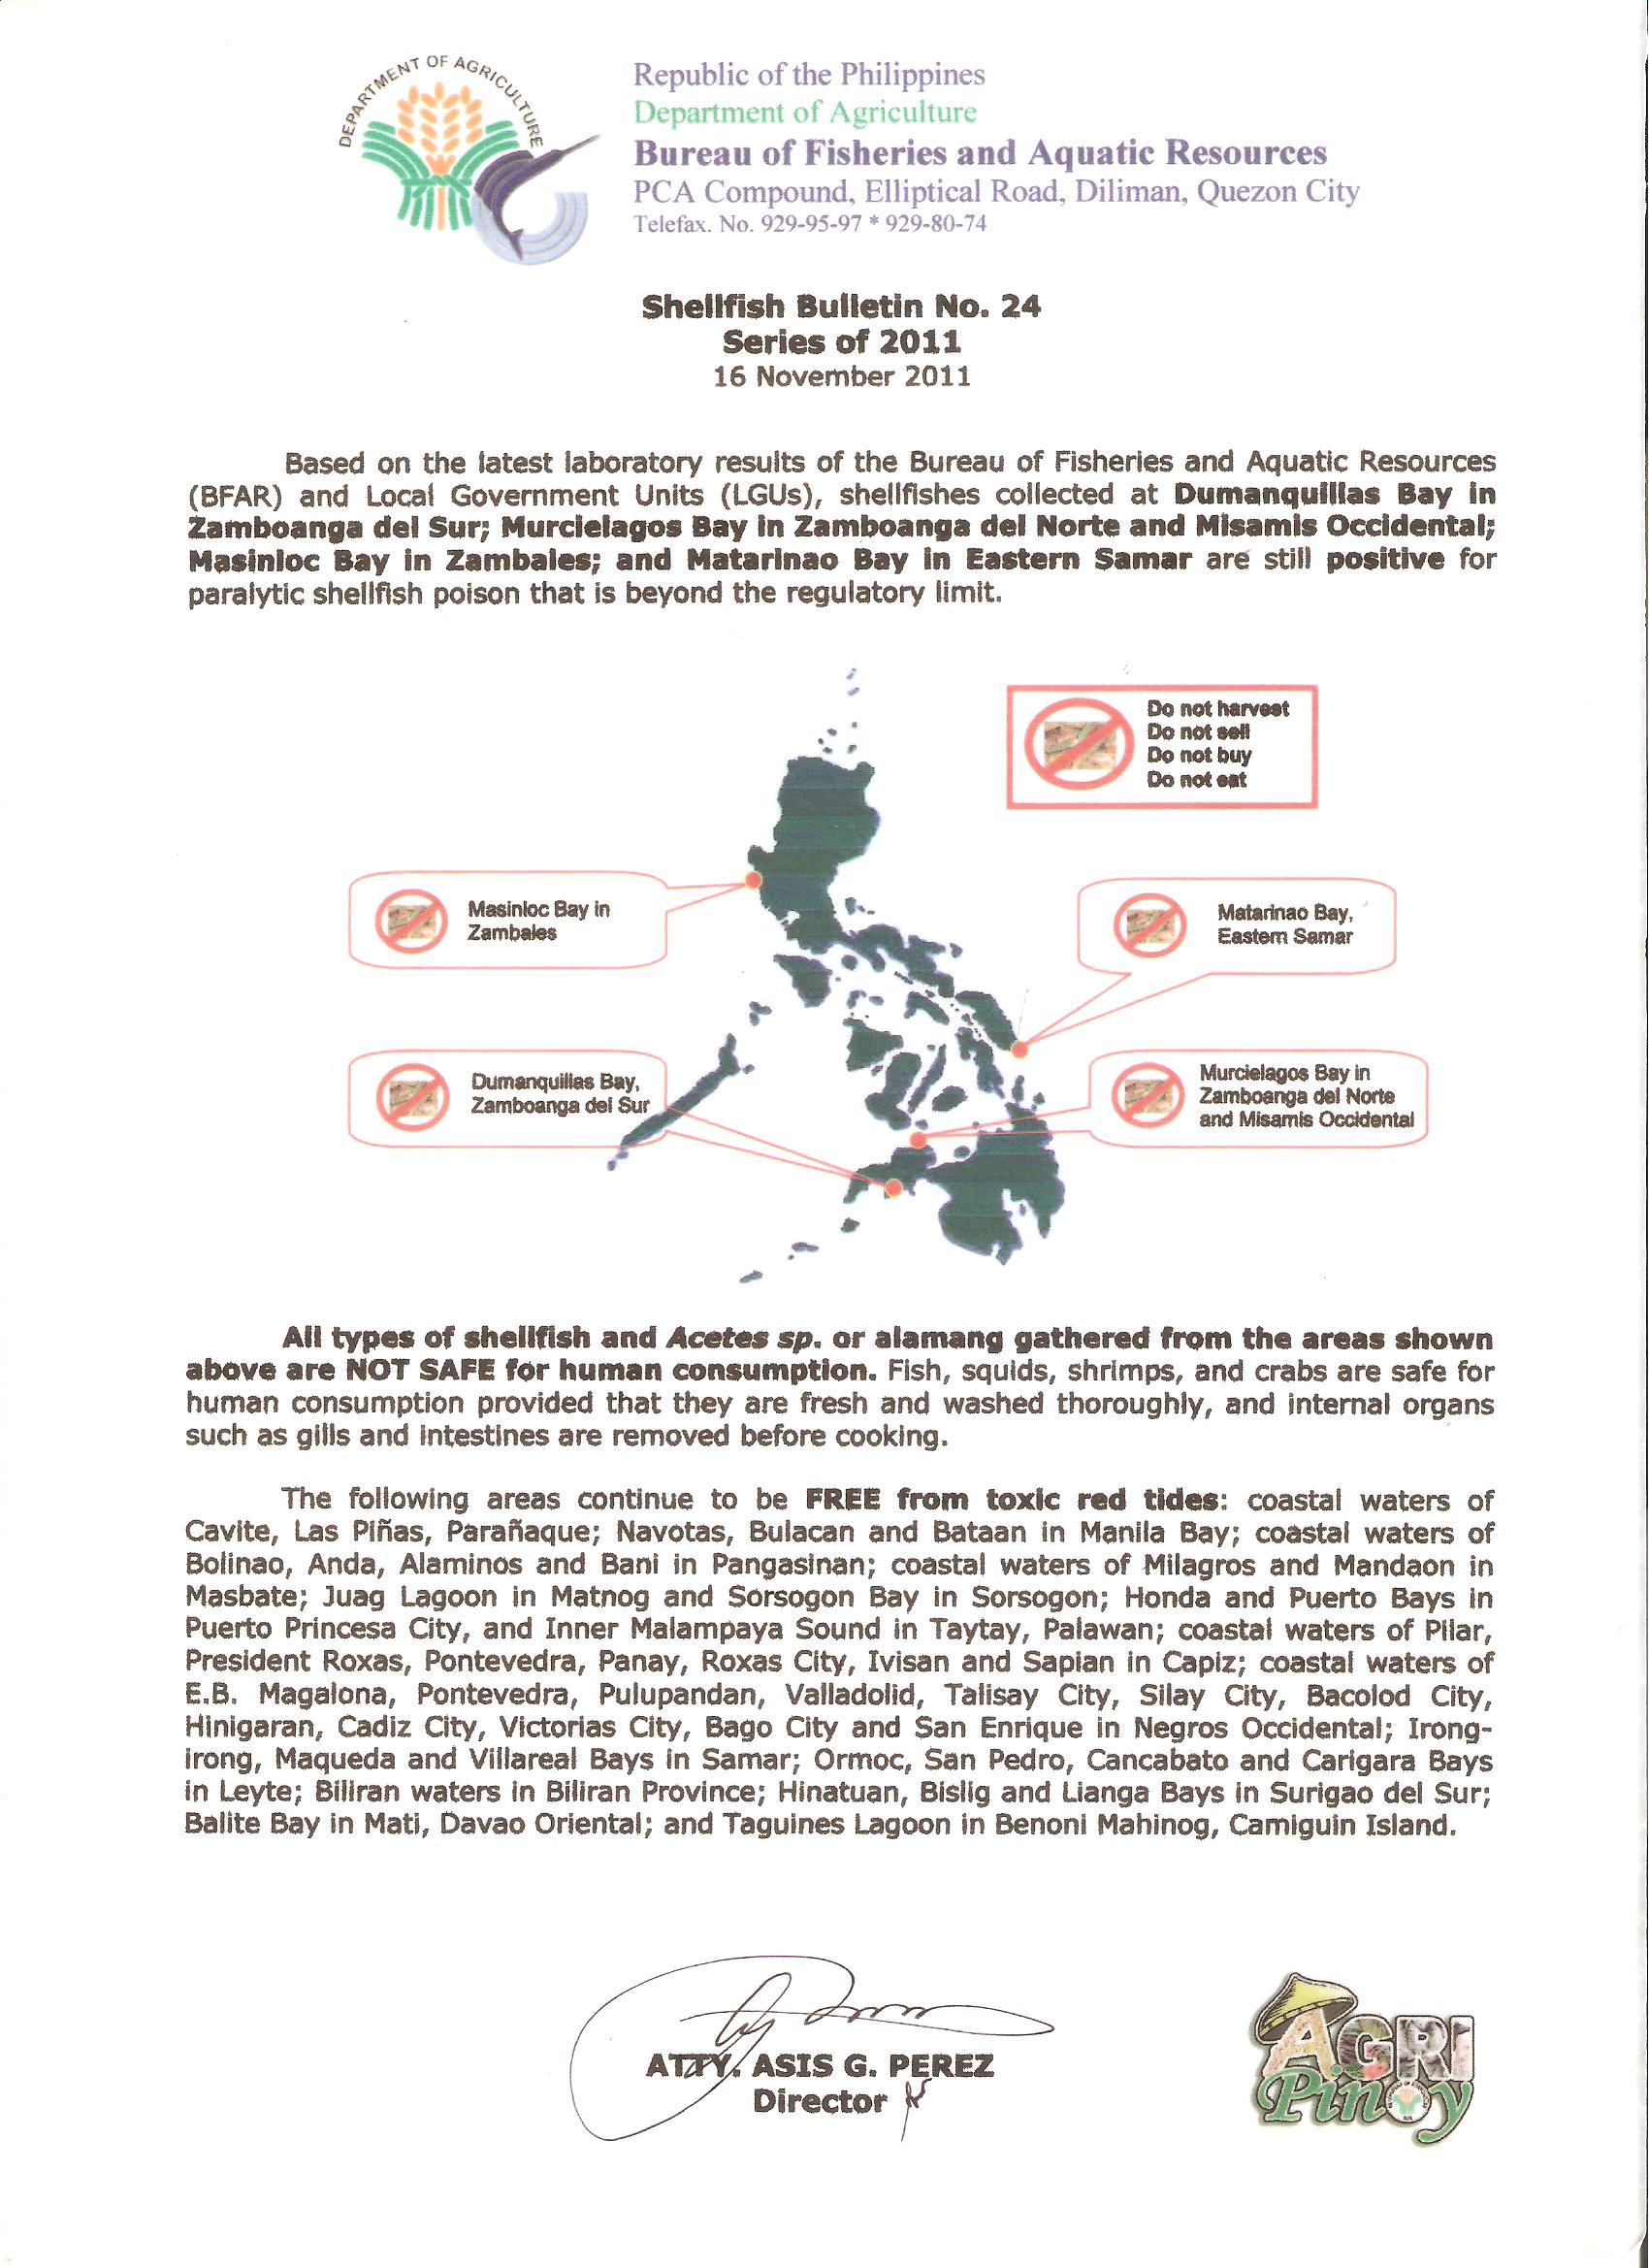 DEPARTMENT OF AGRICULTURE
Republic of the Philippines
Department of Agriculture
Bureau of Fisheries and Aquatic Resources
PCA Compound, Elliptical Road, Diliman, Quezon City
Telefax. No. 929-95-97 * 929-80-74
Shellfish Bulletin No. 24
Series of 2011
16 November 2011
Based on the latest laboratory results of the Bureau of Fisheries and Aquatic Resources
(BFAR) and Local Government Units (LGUs), shellfishes collected at Dumanquillas Bay in
Zamboanga del Sur; Murcielagos Bay in Zamboanga del Norte and Misamis Occidental;
Masinloc Bay in Zambales; and Matarinao Bay in Eastern Samar are still positive for
paralytic shellfish poison that is beyond the regulatory limit.
Do not harvest
Do not sell
Do not buy
Do not eat
Masinloc Bay in
Zambales
Matarinao Bay,
Eastern Samar
Dumanquillas Bay,
Zamboanga del Sur
Murcielagos Bay in
Zamboanga del Norte
and Misamis Occidental
All types of shellfish and Acetes sp. or alamang gathered from the areas shown
above are NOT SAFE for human consumption. Fish, squids, shrimps, and crabs are safe for
human consumption provided that they are fresh and washed thoroughly, and internal organs
such as gills and intestines are removed before cooking.
The following areas continue to be FREE from toxic red tides: coastal waters of
Cavite, Las Piñas, Parañaque; Navotas, Bulacan and Bataan in Manila Bay; coastal waters of
Bolinao, Anda, Alaminos and Bani in Pangasinan; coastal waters of Milagros and Mandaon in
Masbate; Juag Lagoon in Matnog and Sorsogon Bay in Sorsogon; Honda and Puerto Bays in
Puerto Princesa City, and Inner Malampaya Sound in Taytay, Palawan; coastal waters of Pilar,
President Roxas, Pontevedra, Panay, Roxas City, Ivisan and Sapian in Capiz; coastal waters of
E.B. Magalona, Pontevedra, Pulupandan, Valladolid, Talisay City, Silay City, Bacolod City,
Hinigaran, Cadiz City, Victorias City, Bago City and San Enrique in Negros Occidental; Irong-
irong, Maqueda and Villareal Bays in Samar; Ormoc, San Pedro, Cancabato and Carigara Bays
in Leyte; Biliran waters in Biliran Province; Hinatuan, Bislig and Lianga Bays in Surigao del Sur;
Balite Bay in Mati, Davao Oriental; and Taguines Lagoon in Benoni Mahinog, Camiguin Island.
ATTY. ASIS G. PEREZ
Director
AGRI
Pinoy